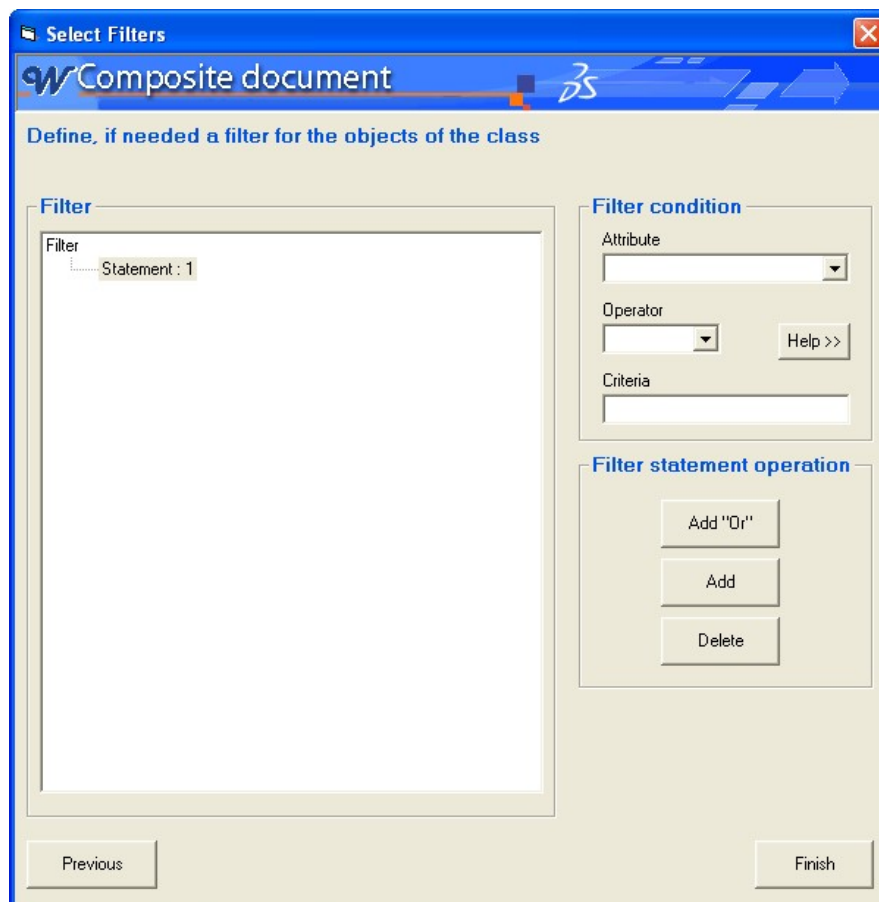 Select Filters
W Composite document
Define, if needed a filter for the objects of the class
Filter
Filter
Statement : 1
Filter condition
Attribute
Operator
Help >>
Criteria
Filter statement operation
Add "Or"
Add
Delete
Previous
Finish